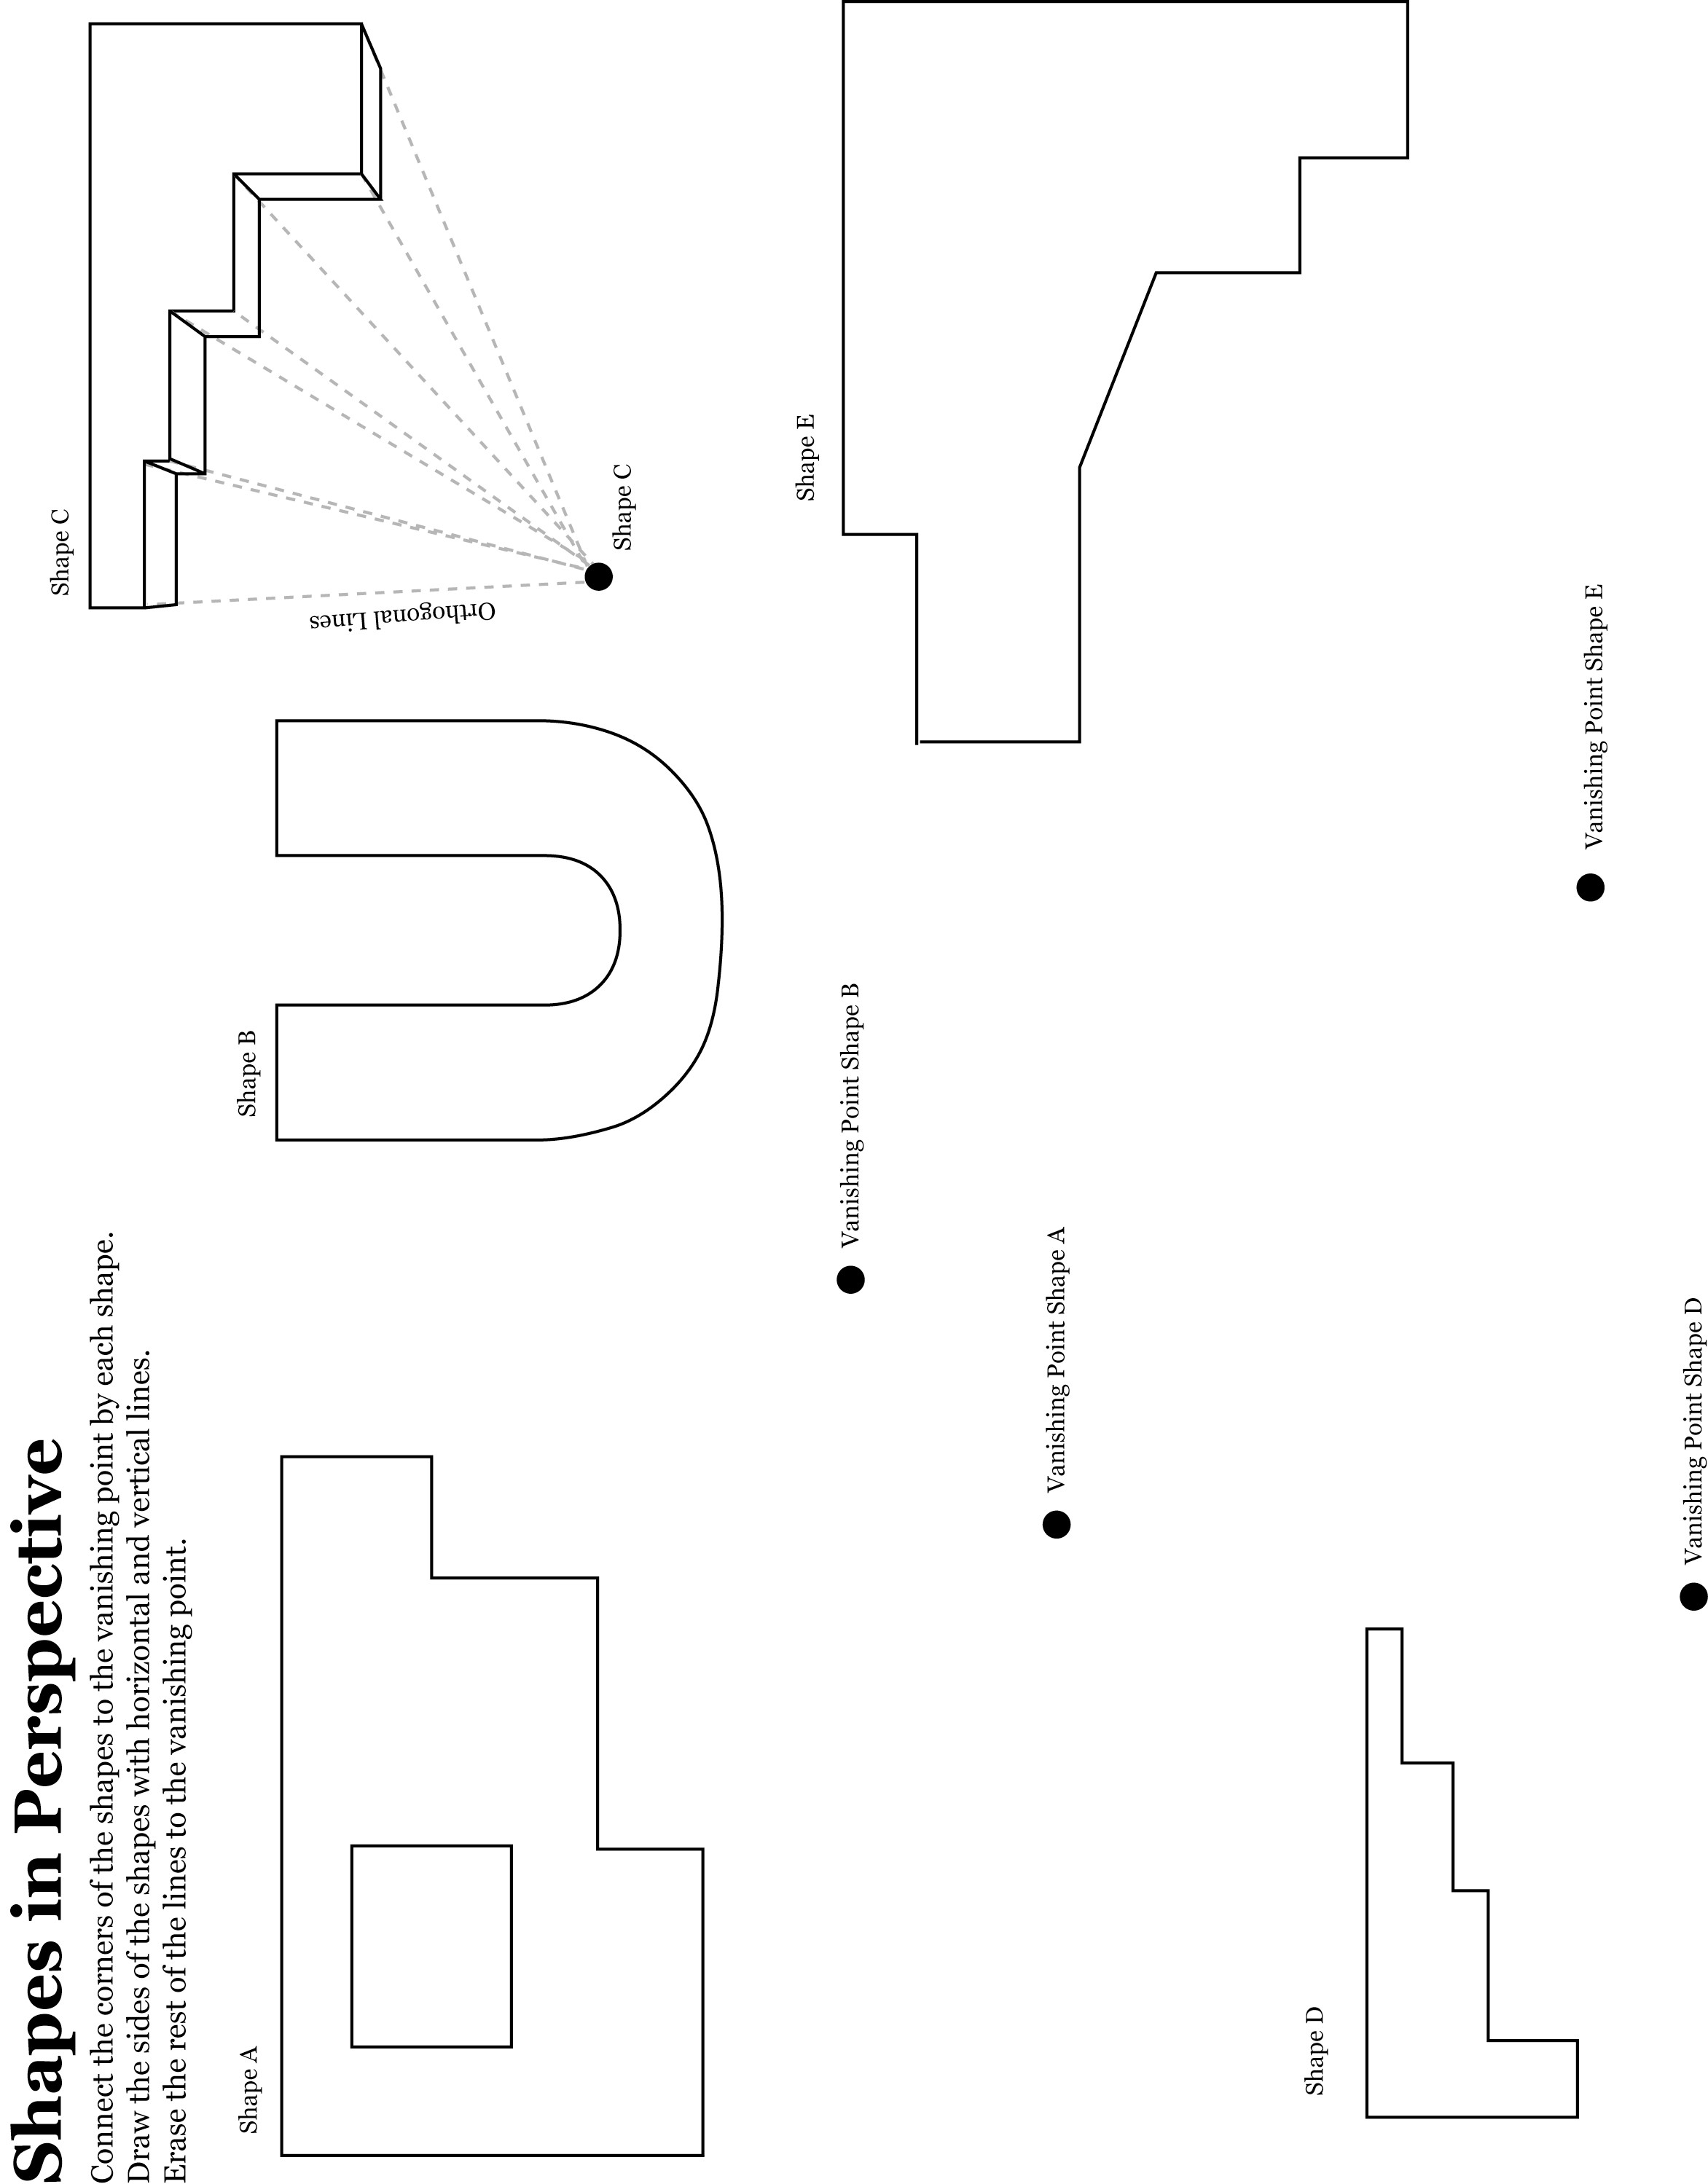 Shapes in Perspective
Connect the corners of the shapes to the vanishing point by each shape.
Draw the sides of the shapes with horizontal and vertical lines.
Erase the rest of the lines to the vanishing point.
Shape A
Shape B
Shape C
Orthogonal Lines
Shape C
Vanishing Point Shape B
Shape E
Vanishing Point Shape A
Shape D
Vanishing Point Shape E
Vanishing Point Shape D